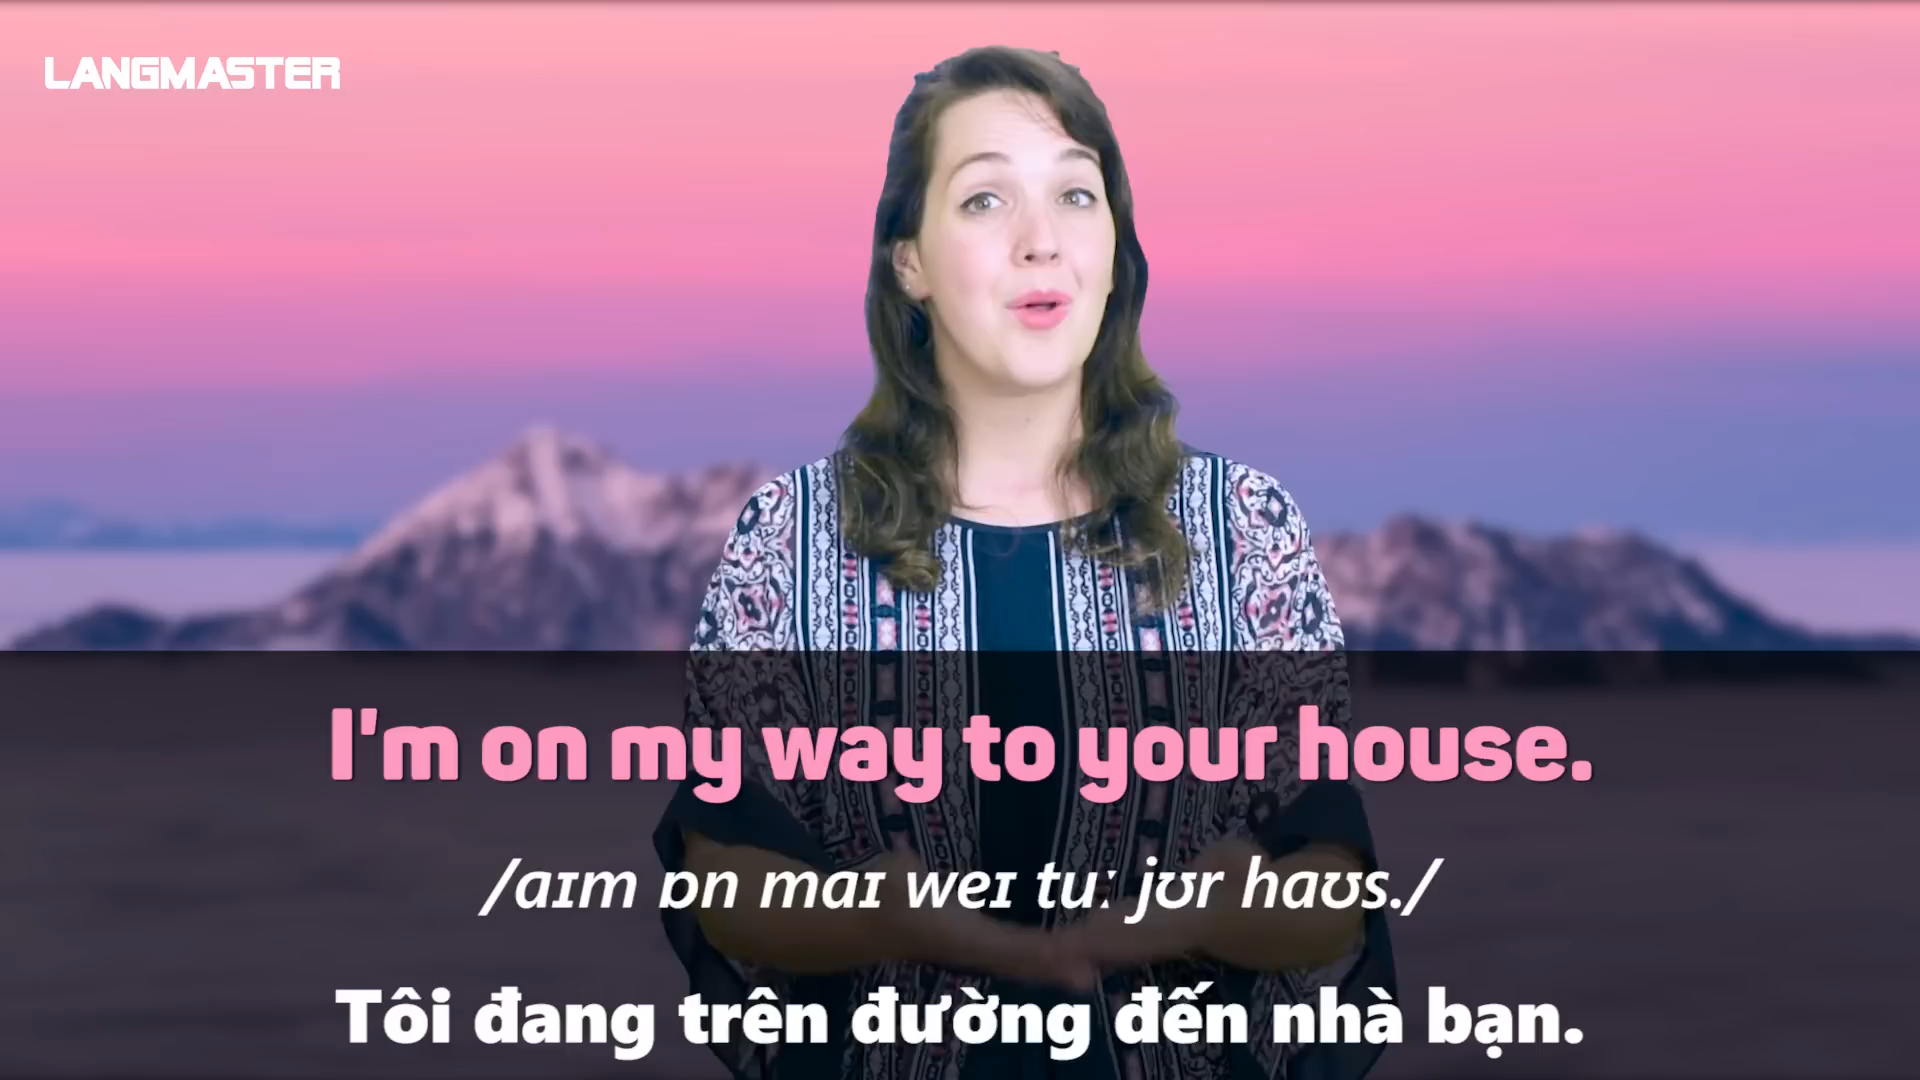 LANGMASTER
I'm on my way to your house.
/aɪm ɒn maɪ weɪ tuː jʊr haʊs./
Tôi đang trên đường đến nhà bạn.